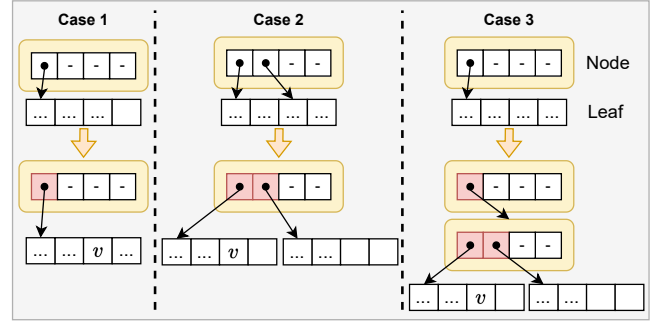 Case 1 Case 2 Case 3
- - - - - - - - Node
... ... ... ... ... ... ... ... ... ... ... Leaf
- - - - - - - -
- -
... ... v ... ... ... v ... ...
... ... v ... ...